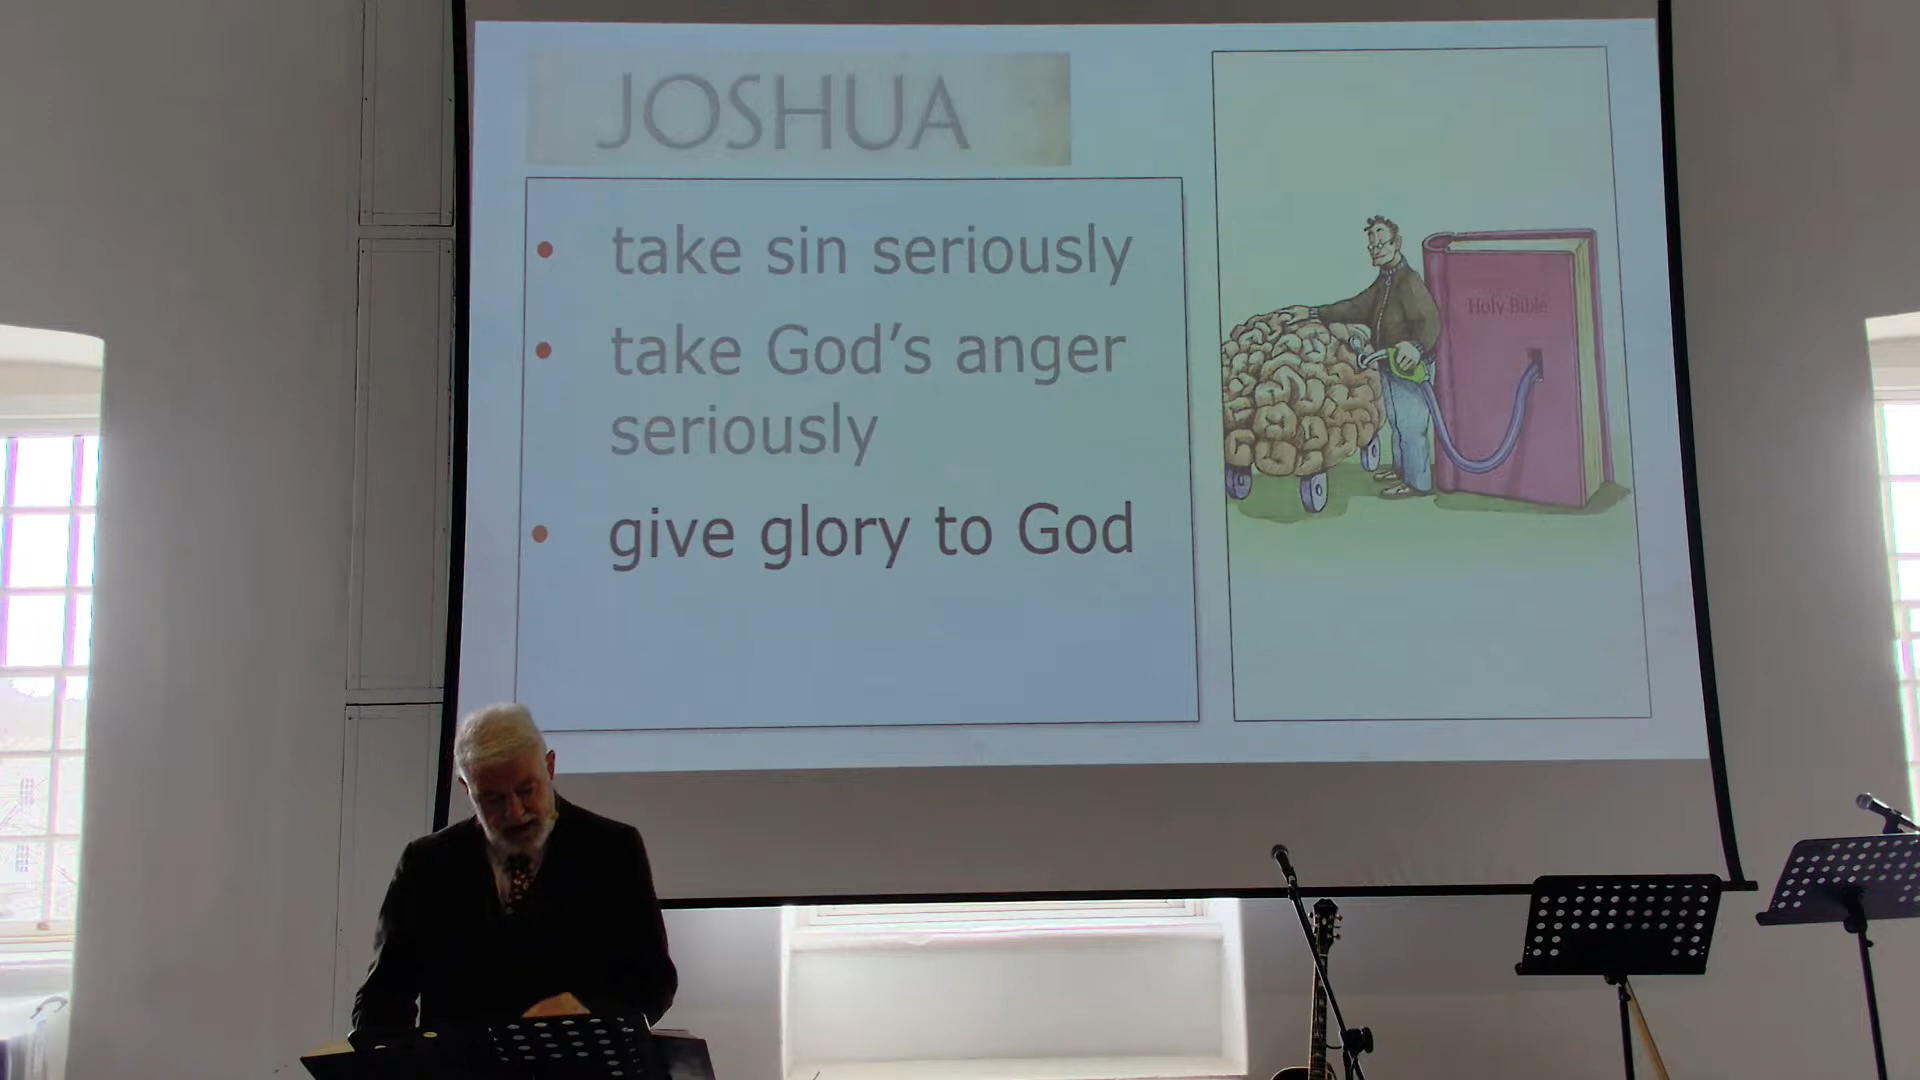 JOSHUA
• take sin seriously
• take God’s anger
seriously
• give glory to God
Holy Bible